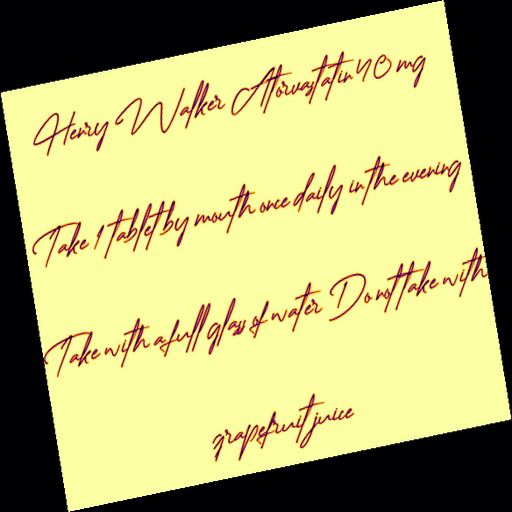 Henry Walker Atorvastatin 40 mg
Take 1 tablet by mouth once daily in the evening
Take with a full glass of water Do not take with
grapefruit juice